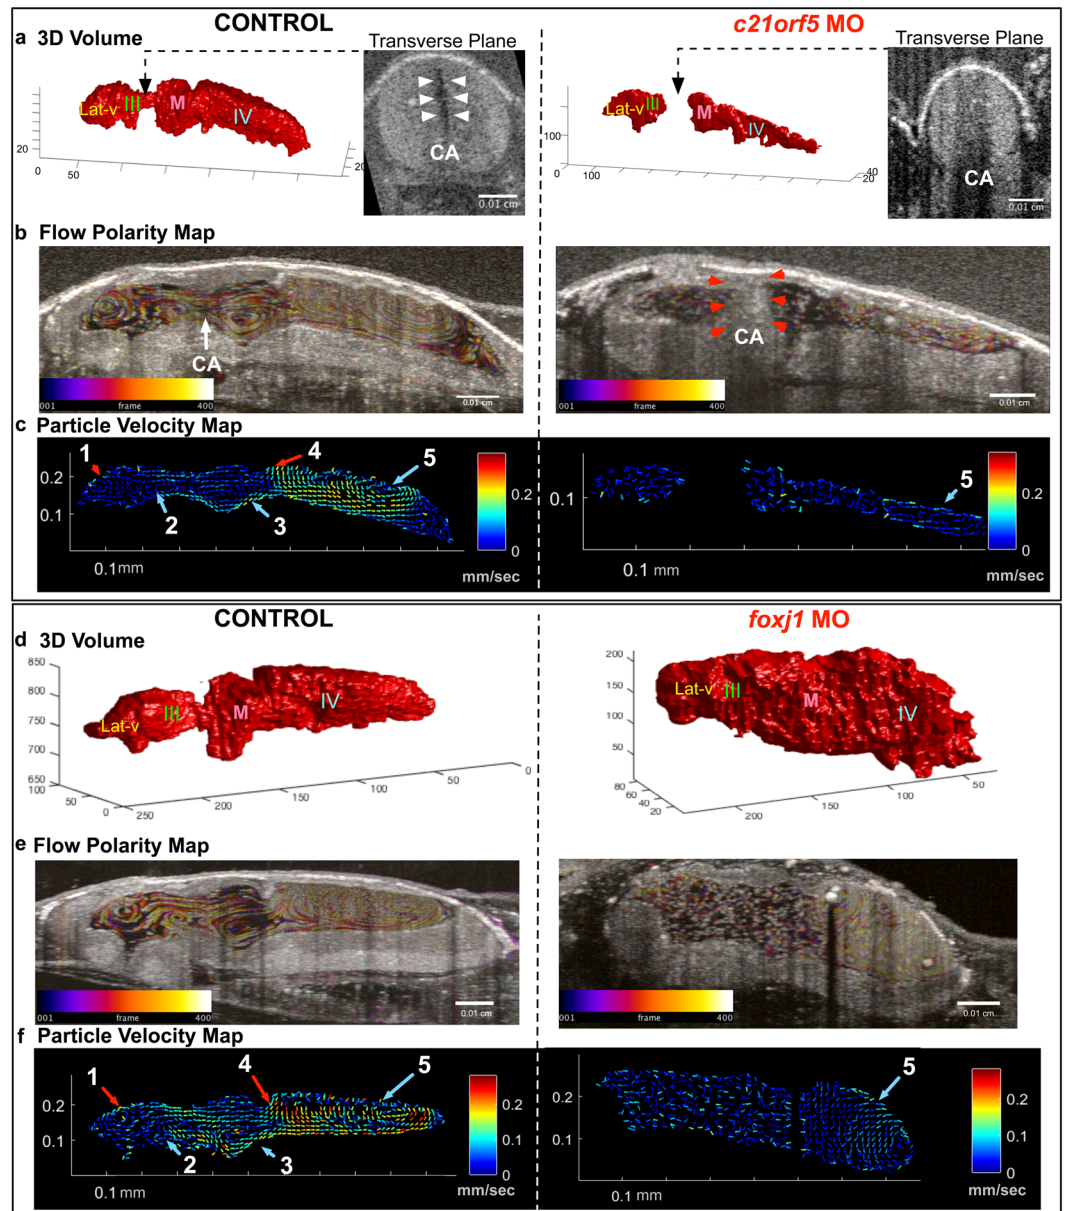 CONTROL
c21orf5 MO
a 3D Volume
Transverse Plane
Transverse Plane
Lat-v III M IV
Lat-v III M IV
CA
CA
20
0 50
20
0.01 cm
100
0 100
40
20
0.01 cm
b Flow Polarity Map
CA
CA
001 frame 400
0.01 cm
001 frame 400
0.01 cm
c Particle Velocity Map
1 2 3 4 5
0.2
0.1
0.1 mm
0.2
0
mm/sec
5
0.1
0.1 mm
0.2
0
mm/sec
CONTROL
foxj1 MO
d 3D Volume
850
800
750
700
650
100
50
0
250 200 150 100 50 0
Lat-v III M IV
200
150
100
50
80
60
40
20
200 150 100 50
Lat-v III M IV
e Flow Polarity Map
001 frame 400
0.01 cm
001 frame 400
0.01 cm
f Particle Velocity Map
1 2 3 4 5
0.2
0.1
0.1 mm
0.2
0.1
0
mm/sec
5
0.2
0.1
0.1 mm
0.2
0.1
0
mm/sec